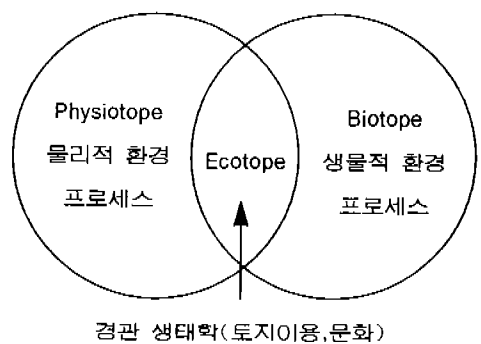 Physiotope
물리적 환경
프로세스
Ecotope
Biotope
생물적 환경
프로세스
경관 생태학(토지이용,문화)